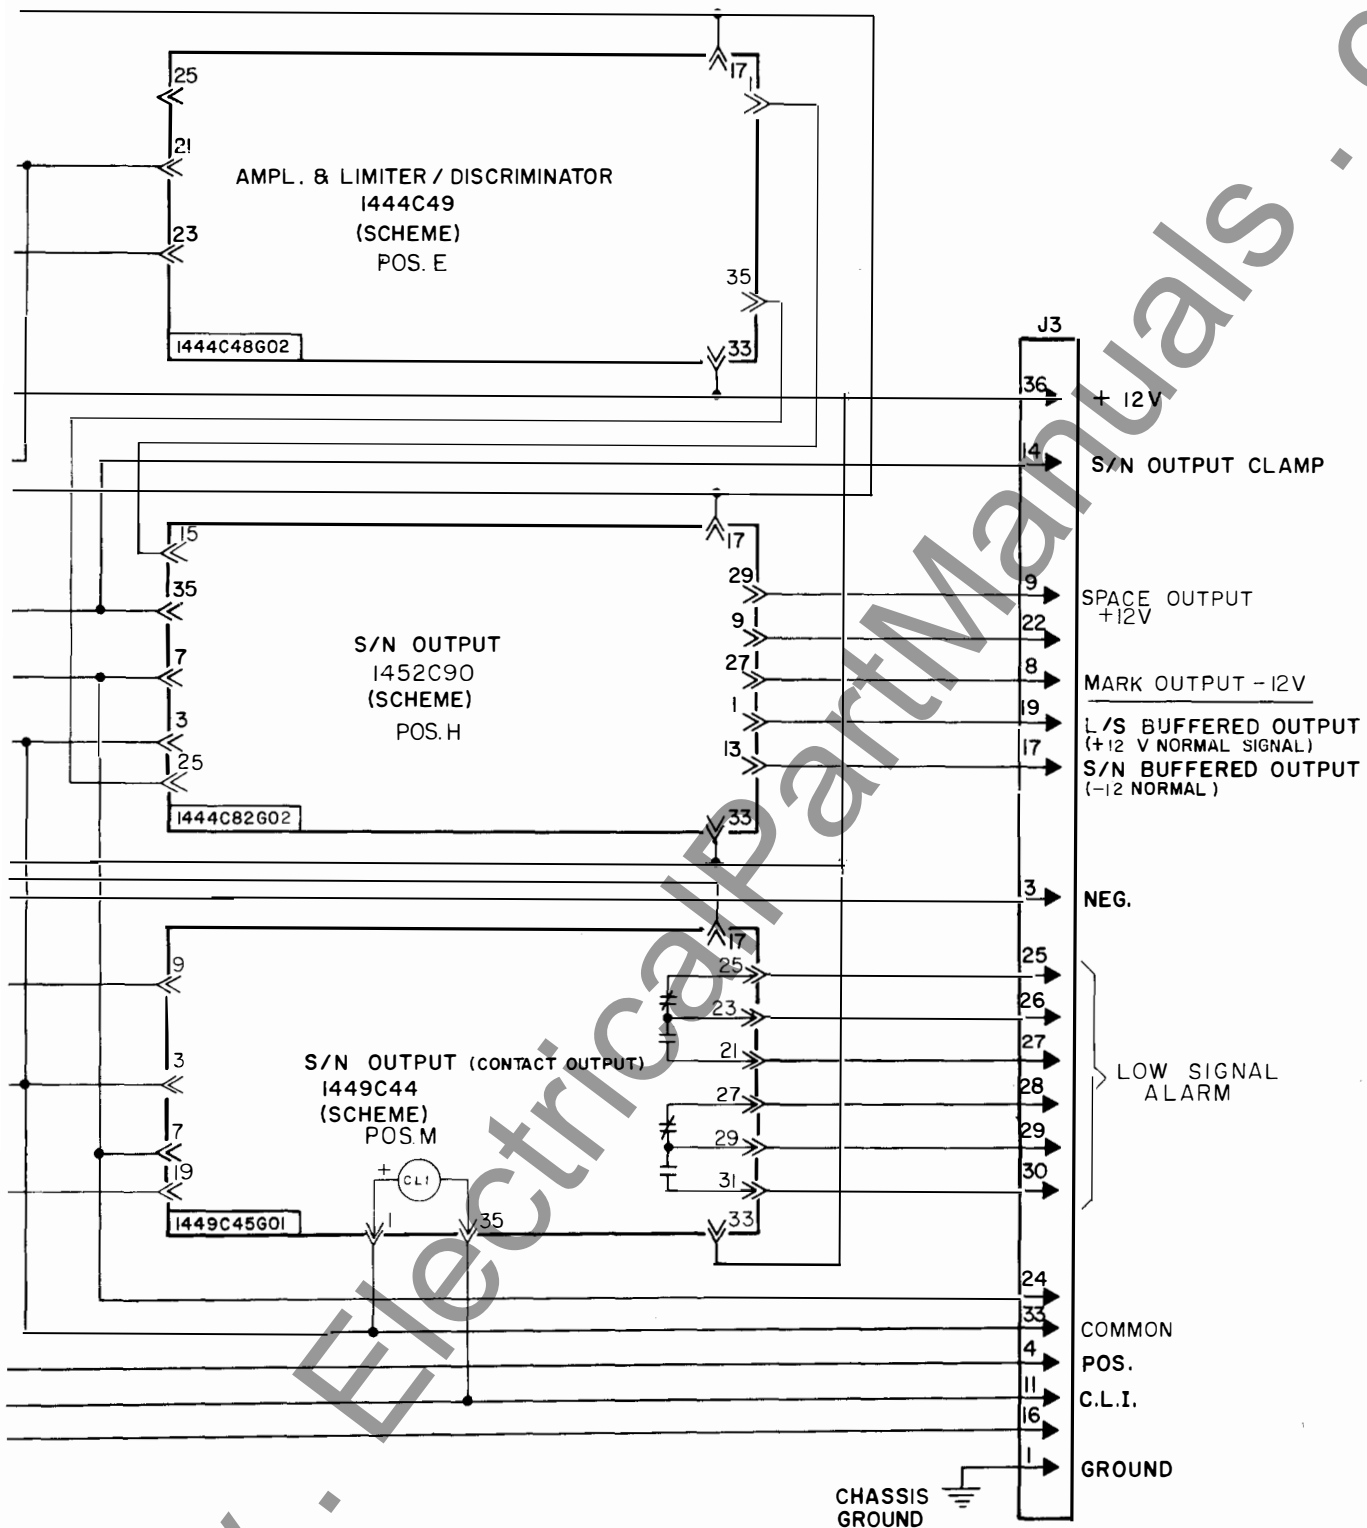 17
25
1
21
AMPL. & LIMITER / DISCRIMINATOR
1444C49
(SCHEME)
POS. E
23
35
1444C48G02
33
J3
36 + 12V
14 S/N OUTPUT CLAMP
15
17
35
29
9 SPACE OUTPUT
+12V
9
22
S/N OUTPUT
1452C90
(SCHEME)
POS. H
7
27
8 MARK OUTPUT -12V
3
1
19 L/S BUFFERED OUTPUT
(+12 V NORMAL SIGNAL)
25
13
17 S/N BUFFERED OUTPUT
(-12 NORMAL)
1444C82G02
33
3 NEG.
17
9
25
25
23
26
3
21
27
S/N OUTPUT (CONTACT OUTPUT)
1449C44
(SCHEME)
POS. M
LOW SIGNAL
ALARM
27
28
7
29
29
19
+
CLI
31
30
1449C45G01
1
35
33
24
33 COMMON
4 POS.
11 C.L.I.
16
1 GROUND
CHASSIS
GROUND
. ElectricalPartManuals .